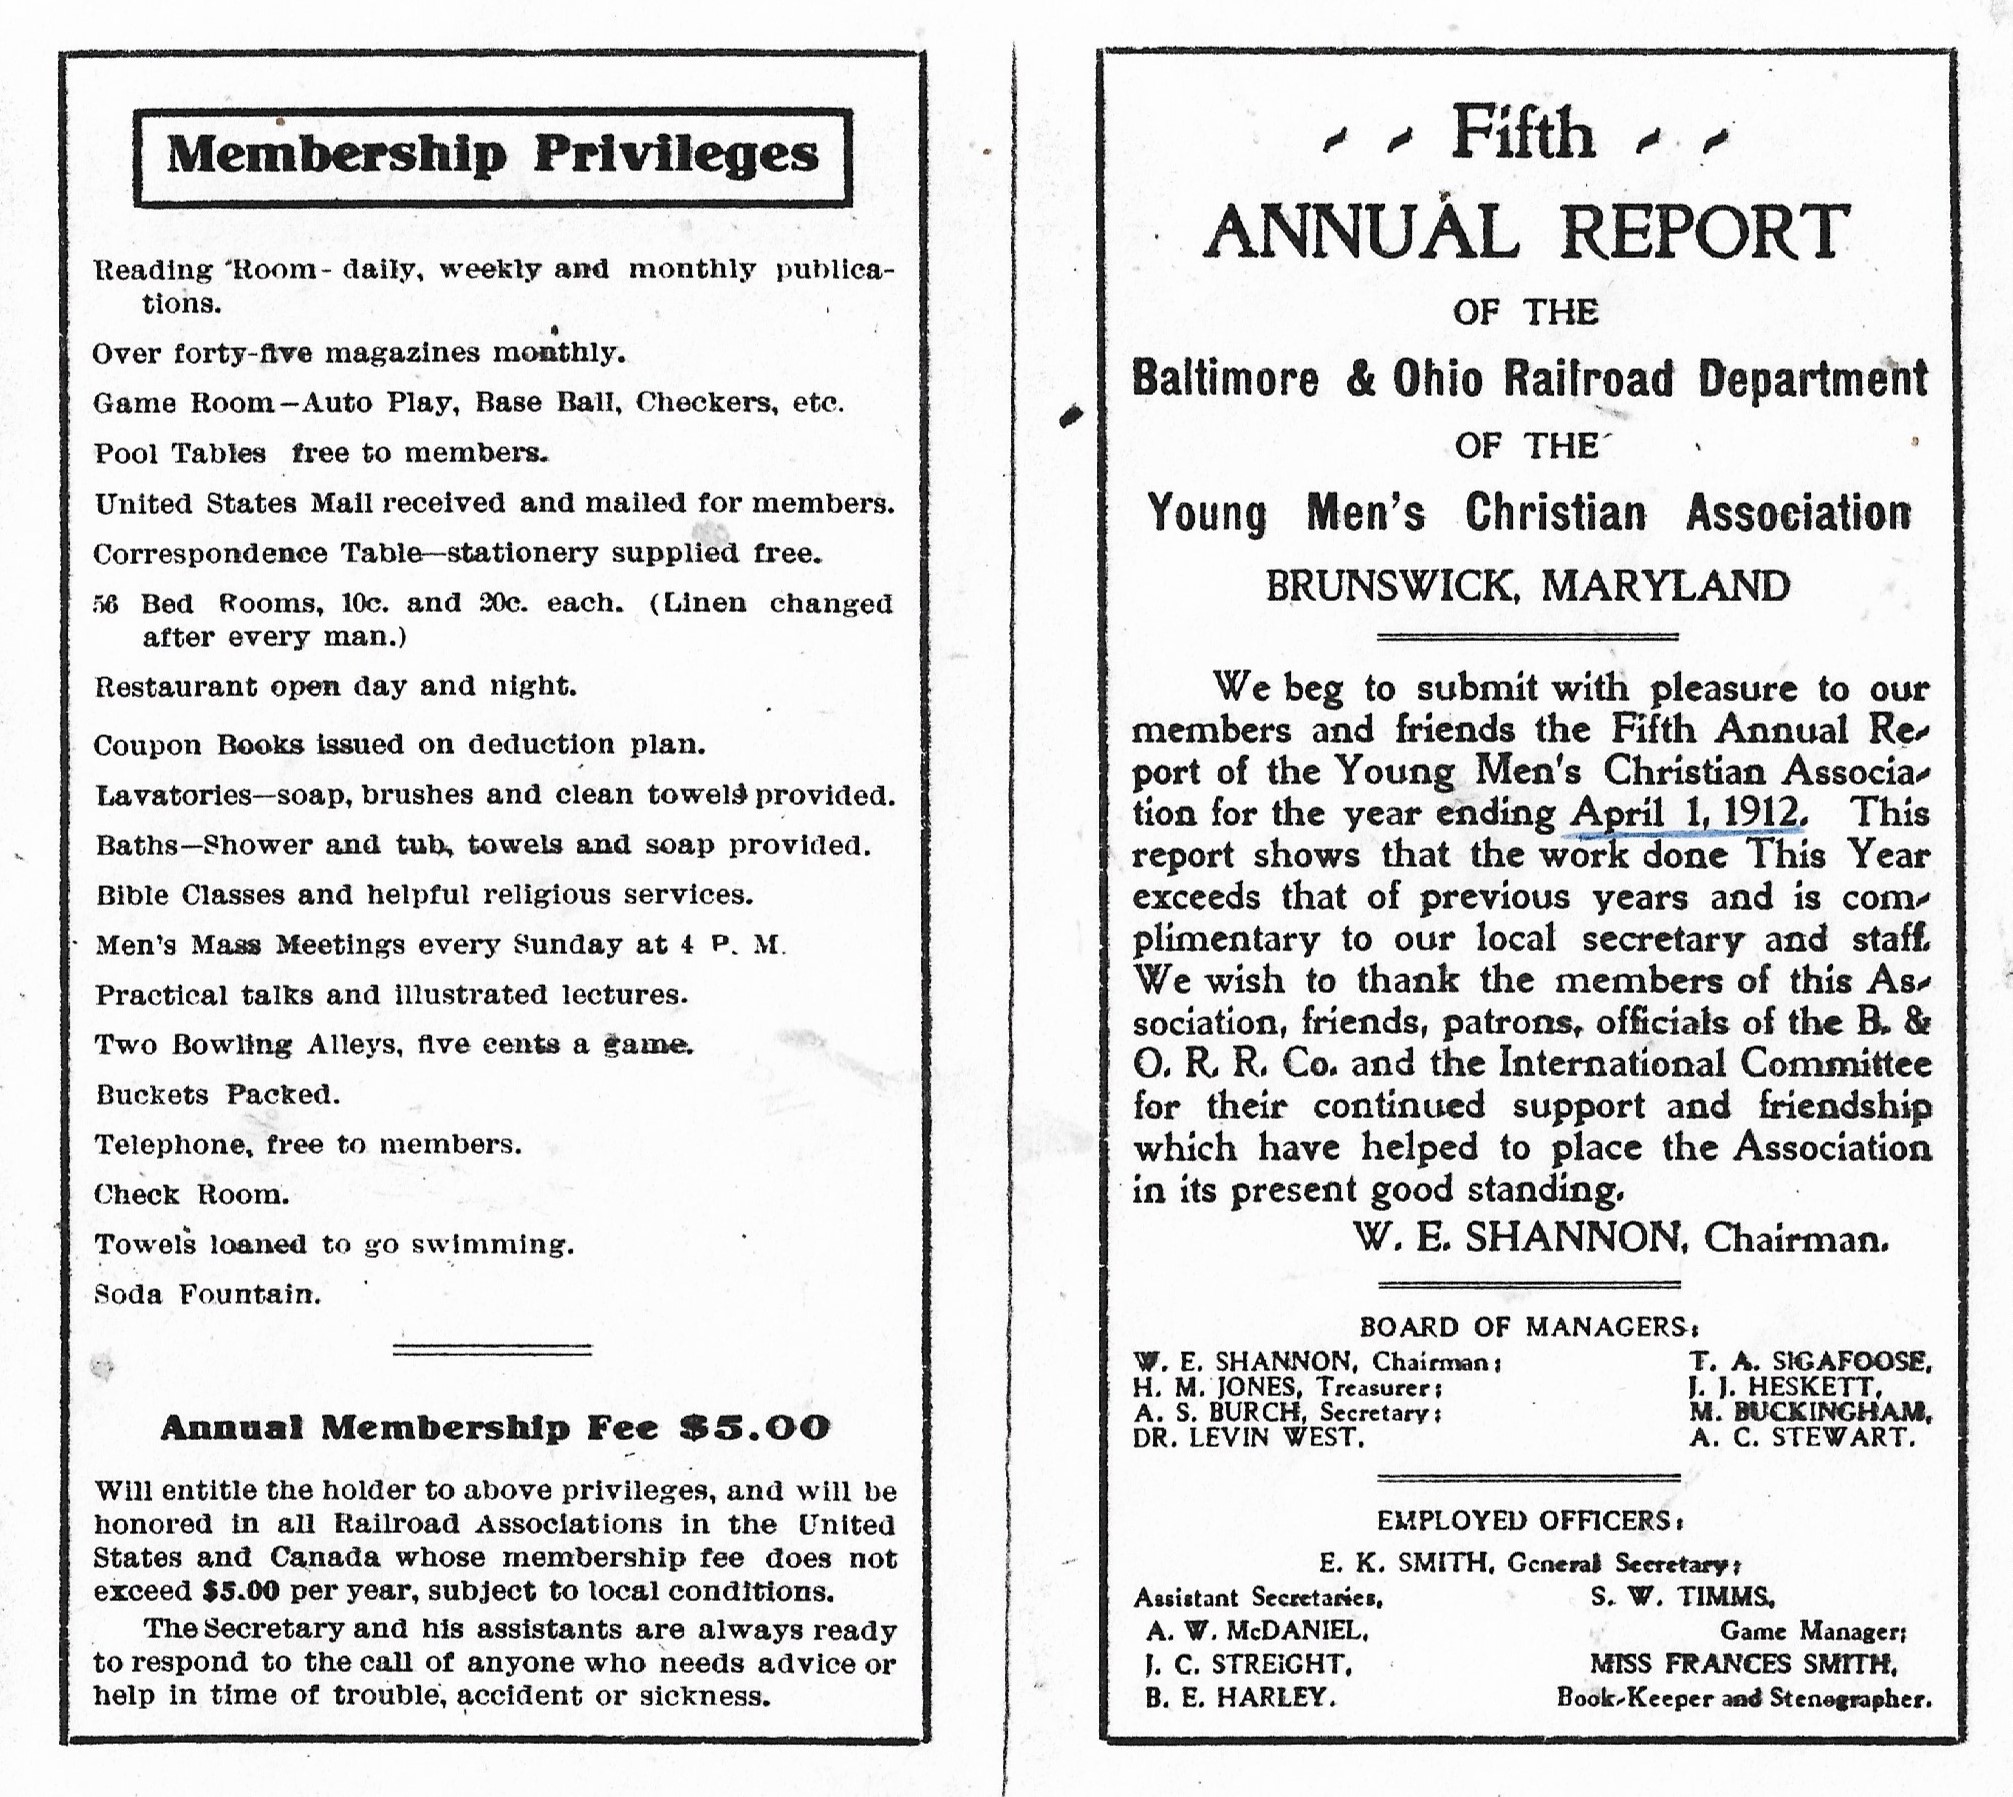 Membership Privileges
Reading Room - daily, weekly and monthly publica-
tions.
Over forty-five magazines monthly.
Game Room—Auto Play, Base Ball, Checkers, etc.
Pool Tables free to members.
United States Mail received and mailed for members.
Correspondence Table—stationery supplied free.
56 Bed Rooms, 10c. and 20c. each. (Linen changed
after every man.)
Restaurant open day and night.
Coupon Books issued on deduction plan.
Lavatories—soap, brushes and clean towels provided.
Baths—Shower and tub, towels and soap provided.
Bible Classes and helpful religious services.
Men's Mass Meetings every Sunday at 4 P. M.
Practical talks and illustrated lectures.
Two Bowling Alleys, five cents a game.
Buckets Packed.
Telephone, free to members.
Check Room.
Towels loaned to go swimming.
Soda Fountain.
Annual Membership Fee $5.00
Will entitle the holder to above privileges, and will be
honored in all Railroad Associations in the United
States and Canada whose membership fee does not
exceed $5.00 per year, subject to local conditions.
The Secretary and his assistants are always ready
to respond to the call of anyone who needs advice or
help in time of trouble, accident or sickness.
- - Fifth - -
ANNUAL REPORT
OF THE
Baltimore & Ohio Railroad Department
OF THE
Young Men's Christian Association
BRUNSWICK, MARYLAND
We beg to submit with pleasure to our
members and friends the Fifth Annual Re-
port of the Young Men's Christian Associa-
tion for the year ending April 1, 1912. This
report shows that the work done This Year
exceeds that of previous years and is com-
plimentary to our local secretary and staff.
We wish to thank the members of this As-
sociation, friends, patrons, officials of the B. &
O. R. R. Co. and the International Committee
for their continued support and friendship
which have helped to place the Association
in its present good standing.
W. E. SHANNON, Chairman.
BOARD OF MANAGERS:
W. E. SHANNON, Chairman; T. A. SIGAFOOSE,
H. M. JONES, Treasurer; J. J. HESKETT,
A. S. BURCH, Secretary; M. BUCKINGHAM,
DR. LEVIN WEST. A. C. STEWART.
EMPLOYED OFFICERS:
E. K. SMITH, General Secretary;
Assistant Secretaries, S. W. TIMMS,
A. W. McDANIEL, Game Manager;
J. C. STREIGHT, MISS FRANCES SMITH,
B. E. HARLEY. Book-Keeper and Stenographer.